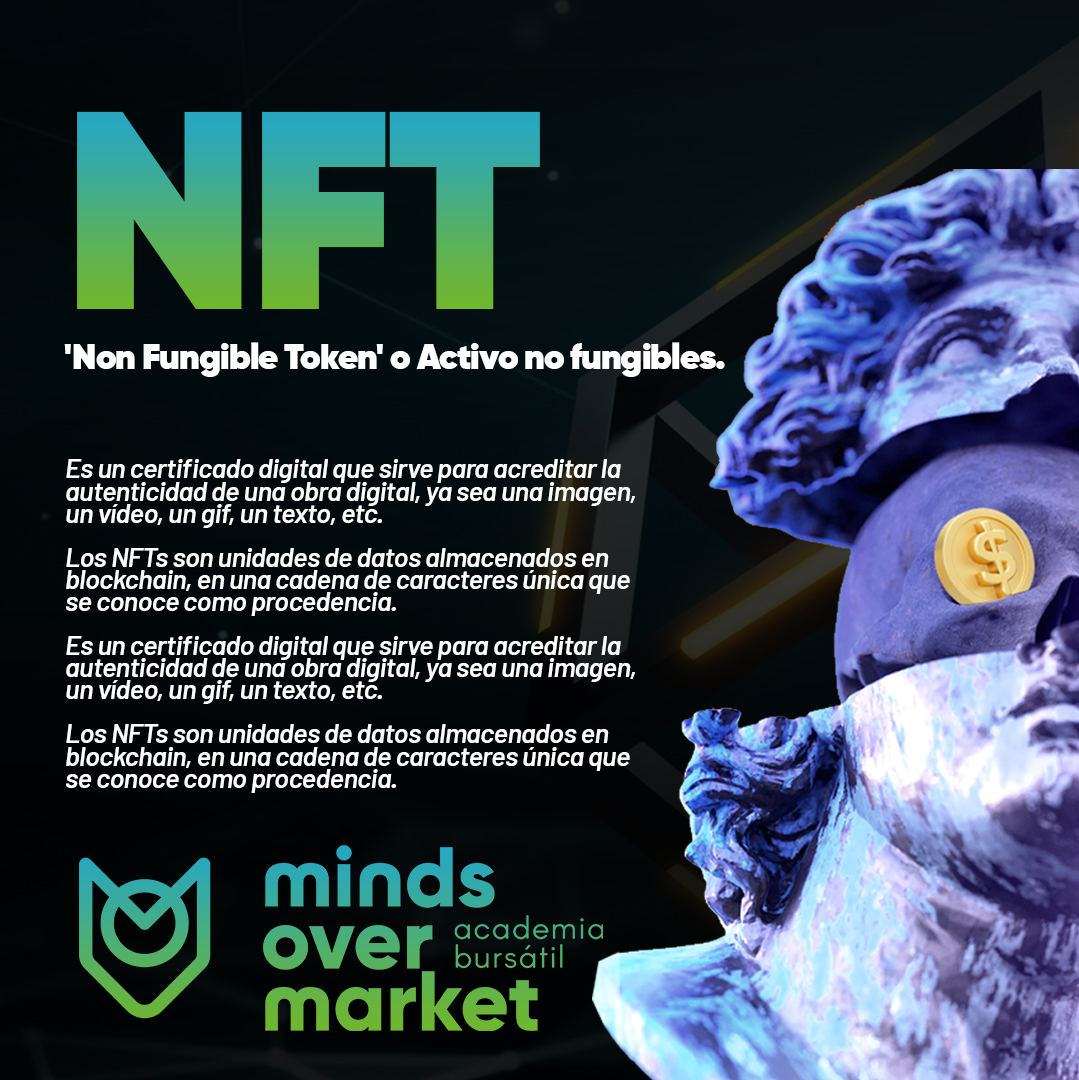 NFT
'Non Fungible Token' o Activo no fungibles.
Es un certificado digital que sirve para acreditar la
autenticidad de una obra digital, ya sea una imagen,
un vídeo, un gif, un texto, etc.
Los NFTs son unidades de datos almacenados en
blockchain, en una cadena de caracteres única que
se conoce como procedencia.
Es un certificado digital que sirve para acreditar la
autenticidad de una obra digital, ya sea una imagen,
un vídeo, un gif, un texto, etc.
Los NFTs son unidades de datos almacenados en
blockchain, en una cadena de caracteres única que
se conoce como procedencia.
minds
over
market
academia
bursátil
$